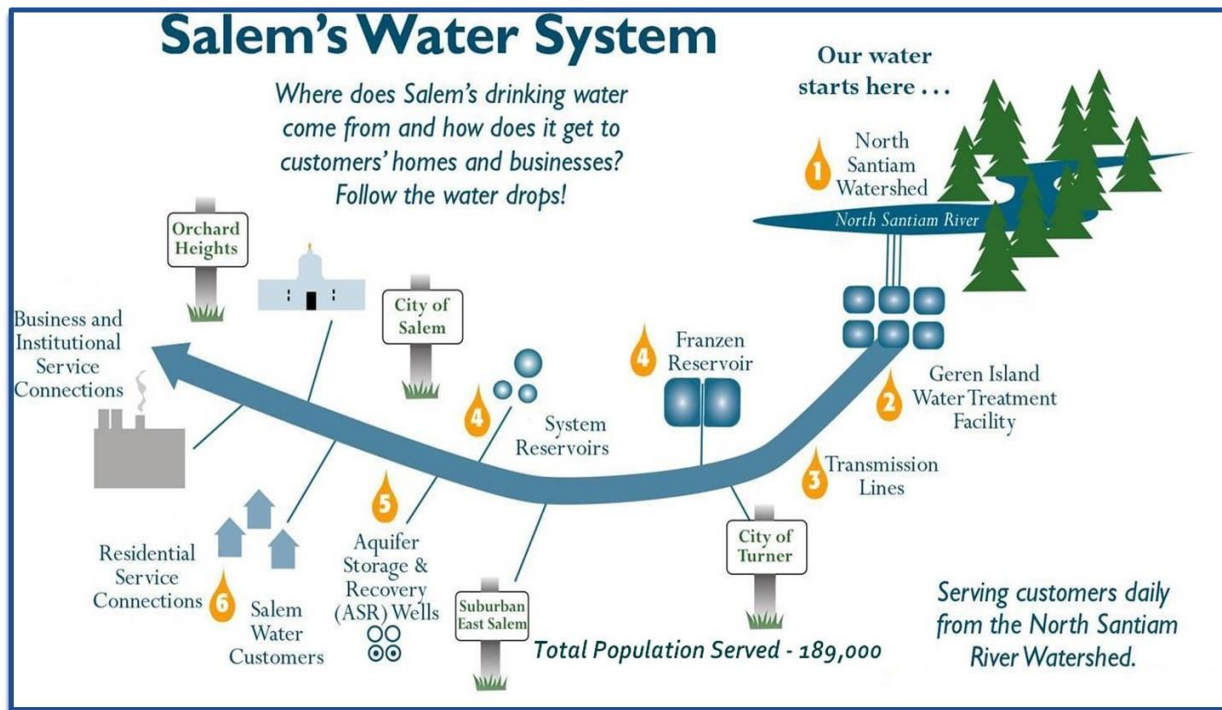 Salem's Water System
Where does Salem's drinking water
come from and how does it get to
customers' homes and businesses?
Follow the water drops!
Our water
starts here ...
1
North
Santiam
Watershed
North Santiam River
Orchard
Heights
City of
Salem
Business and
Institutional
Service
Connections
4
Franzen
Reservoir
2
Geren Island
Water Treatment
Facility
4
System
Reservoirs
3
Transmission
Lines
5
Aquifer
Storage &
Recovery
(ASR) Wells
City of
Turner
Residential
Service
Connections
6
Salem
Water
Customers
Suburban
East Salem
Total Population Served - 189,000
Serving customers daily
from the North Santiam
River Watershed.